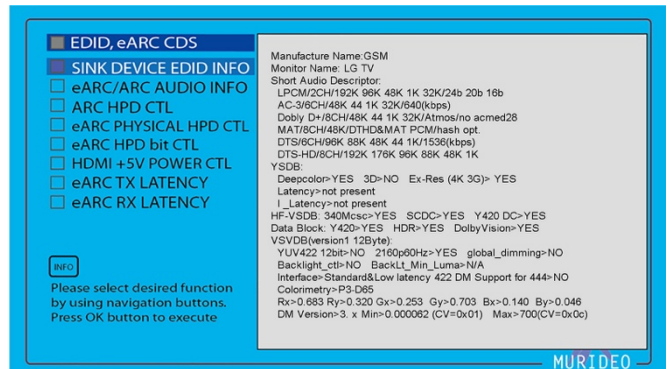 EDID, eARC CDS
SINK DEVICE EDID INFO
eARC/ARC AUDIO INFO
ARC HPD CTL
eARC PHYSICAL HPD CTL
eARC HPD bit CTL
HDMI +5V POWER CTL
eARC TX LATENCY
eARC RX LATENCY
INFO
Please select desired function
by using navigation buttons.
Press OK button to execute
Manufacture Name:GSM
Monitor Name: LG TV
Short Audio Descriptor:
LPCM/2CH/192K 96K 48K 1K 32K/24b 20b 16b
AC-3/6CH/48K 44 1K 32K/640(kbps)
Dobly D+/8CH/48K 44 1K 32K/Atmos/no acmed28
MAT/8CH/48K/DTHD&MAT PCM/hash opt.
DTS/6CH/96K 88K 48K 44 1K/1536(kbps)
DTS-HD/8CH/192K 176K 96K 88K 48K 1K
YSDB:
Deepcolor>YES 3D>NO Ex-Res (4K 3G)> YES
Latency>not present
I _Latency>not present
HF-VSDB: 340Mcsc>YES SCDC>YES Y420 DC>YES
Data Block: Y420>YES HDR>YES DolbyVision>YES
VSVDB(version1 12Byte):
YUV422 12bit>NO 2160p60Hz>YES global_dimming>NO
Backlight_ctl>NO BackLt_Min_Luma>N/A
Interface>Standard&Low latency 422 DM Support for 444>NO
Colorimetry>P3-D65
Rx>0.683 Ry>0.320 Gx>0.253 Gy>0.703 Bx>0.140 By>0.046
DM Version>3. x Min>0.000062 (CV=0x01) Max>700(CV=0x0c)
MURIDEO